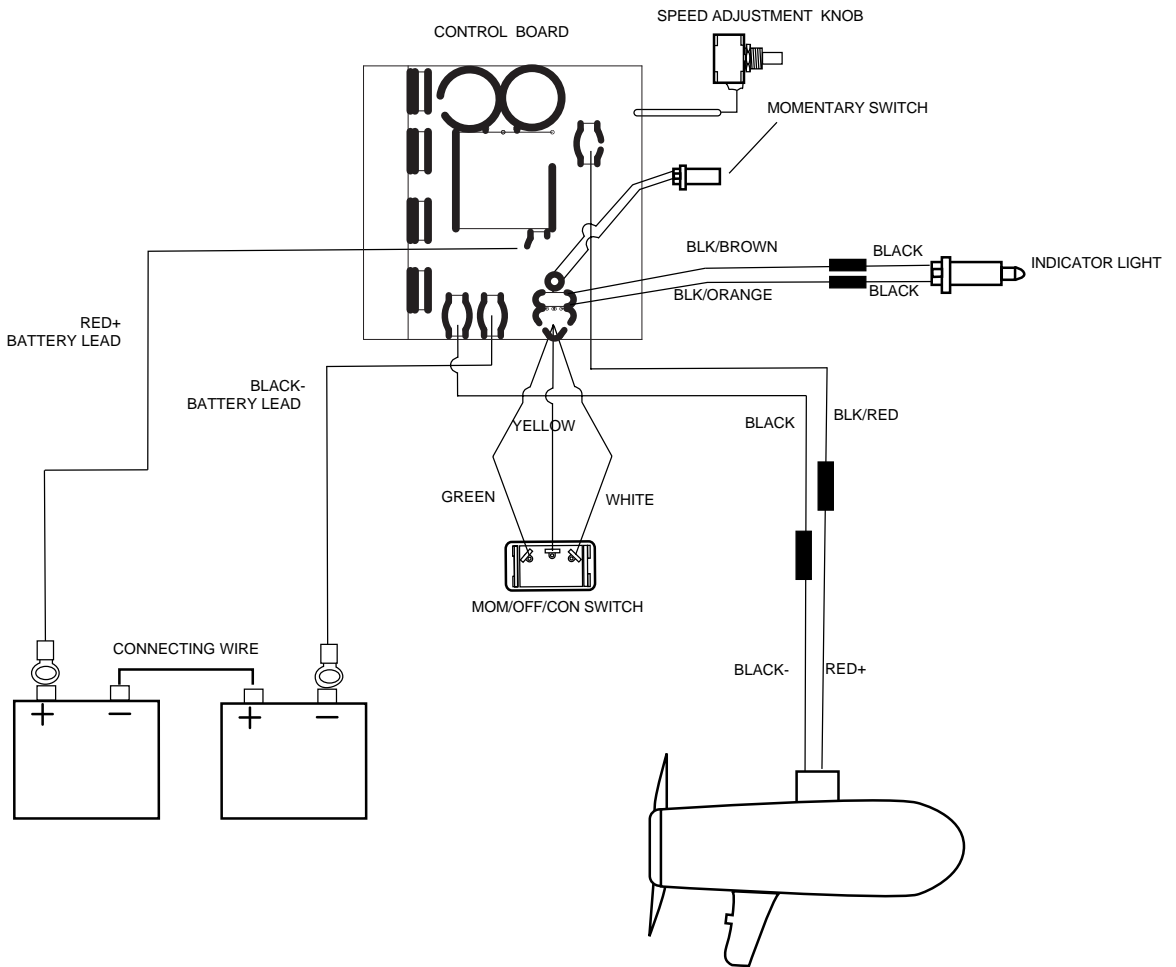 SPEED ADJUSTMENT KNOB
CONTROL BOARD
MOMENTARY SWITCH
BLK/BROWN
BLACK
INDICATOR LIGHT
BLK/ORANGE
BLACK
RED+
BATTERY LEAD
BLACK-
BATTERY LEAD
YELLOW
BLACK
BLK/RED
GREEN
WHITE
MOM/OFF/CON SWITCH
CONNECTING WIRE
BLACK-
RED+
+
−
+
−